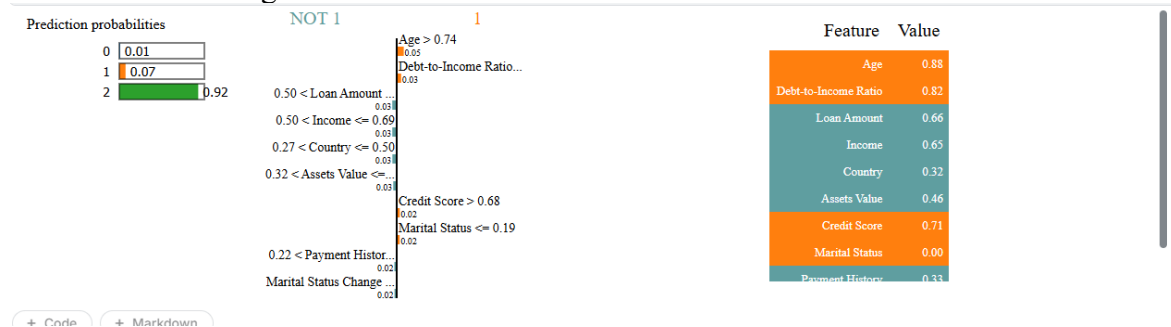 Prediction probabilities
0 0.01
1 0.07
2 0.92
NOT 1 1
Age > 0.74
0.05
Debt-to-Income Ratio...
0.03
0.50 < Loan Amount ...
0.03
0.50 < Income <= 0.69
0.03
0.27 < Country <= 0.50
0.03
0.32 < Assets Value <=...
0.03
Credit Score > 0.68
0.02
Marital Status <= 0.19
0.02
0.22 < Payment Histor...
0.02
Marital Status Change ...
0.02
Feature Value
Age 0.88
Debt-to-Income Ratio 0.82
Loan Amount 0.66
Income 0.65
Country 0.32
Assets Value 0.46
Credit Score 0.71
Marital Status 0.00
Payment History 0.33
+ Code + Markdown